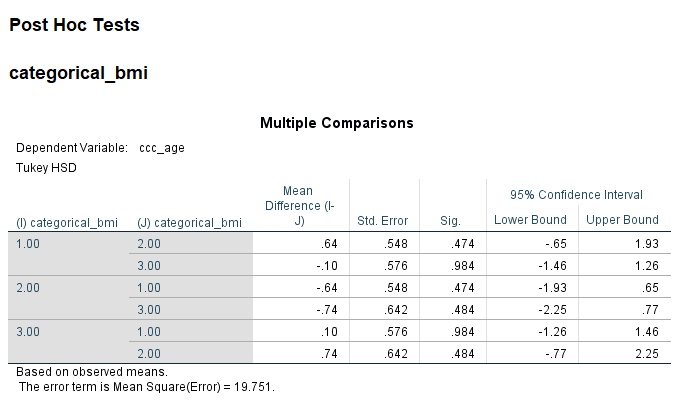 Post Hoc Tests
categorical_bmi
Multiple Comparisons
Dependent Variable: ccc_age
Tukey HSD
(I) categorical_bmi (J) categorical_bmi Mean Difference (I-J) Std. Error Sig. 95% Confidence Interval
Lower Bound Upper Bound
1.00 2.00 .64 .548 .474 -.65 1.93
3.00 -.10 .576 .984 -1.46 1.26
2.00 1.00 -.64 .548 .474 -1.93 .65
3.00 -.74 .642 .484 -2.25 .77
3.00 1.00 .10 .576 .984 -1.26 1.46
2.00 .74 .642 .484 -.77 2.25
Based on observed means.
The error term is Mean Square(Error) = 19.751.